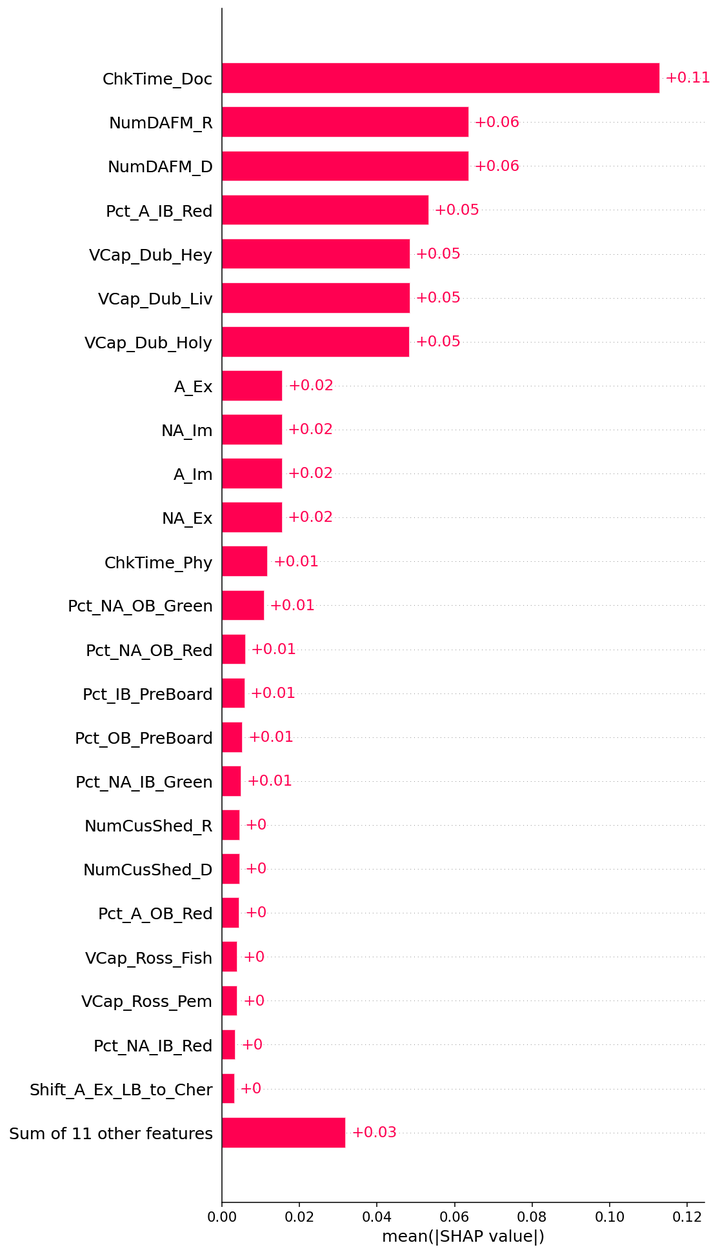 ChkTime_Doc +0.11
NumDAFM_R +0.06
NumDAFM_D +0.06
Pct_A_IB_Red +0.05
VCap_Dub_Hey +0.05
VCap_Dub_Liv +0.05
VCap_Dub_Holy +0.05
A_Ex +0.02
NA_Im +0.02
A_Im +0.02
NA_Ex +0.02
ChkTime_Phy +0.01
Pct_NA_OB_Green +0.01
Pct_NA_OB_Red +0.01
Pct_IB_PreBoard +0.01
Pct_OB_PreBoard +0.01
Pct_NA_IB_Green +0.01
NumCusShed_R +0
NumCusShed_D +0
Pct_A_OB_Red +0
VCap_Ross_Fish +0
VCap_Ross_Pem +0
Pct_NA_IB_Red +0
Shift_A_Ex_LB_to_Cher +0
Sum of 11 other features +0.03
0.00 0.02 0.04 0.06 0.08 0.10 0.12
mean(|SHAP value|)